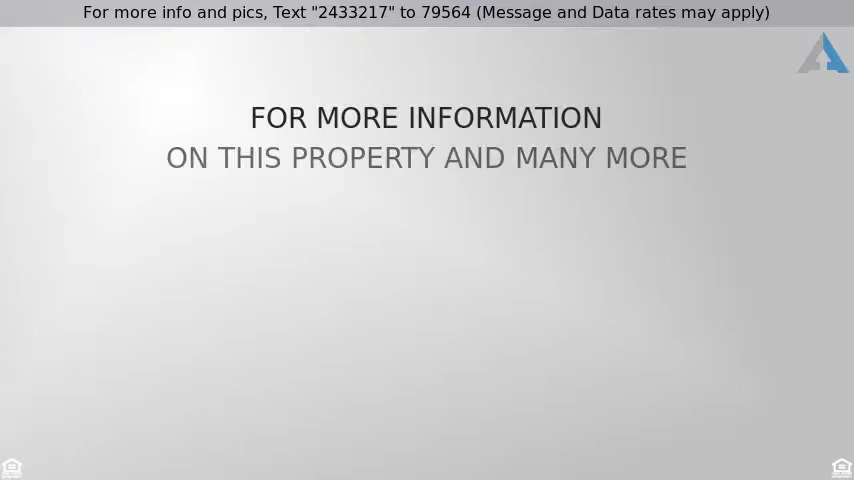 For more info and pics, Text "2433217" to 79564 (Message and Data rates may apply)
FOR MORE INFORMATION
ON THIS PROPERTY AND MANY MORE